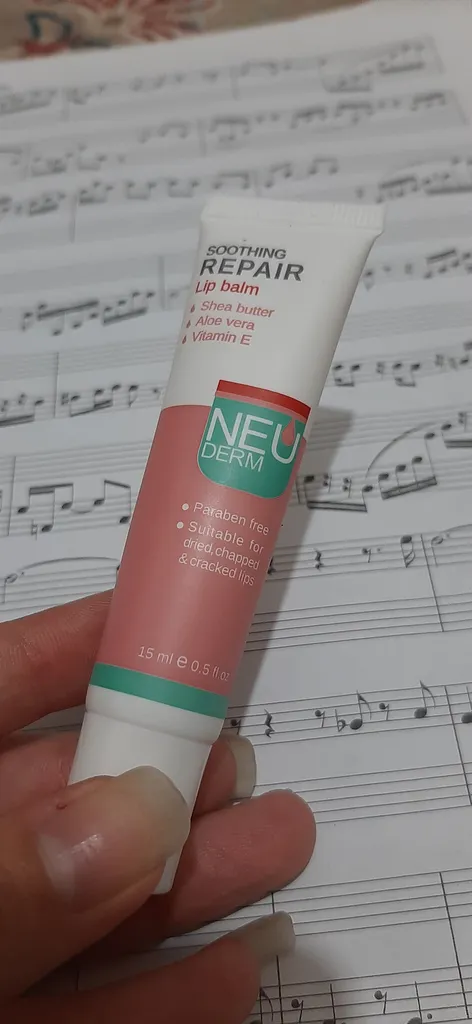 SOOTHING
REPAIR
Lip balm
Shea butter
Aloe vera
Vitamin E
NEU
DERM
• Paraben free
• Suitable for
dried,chapped
& cracked lips
15 ml e 0.5 fl oz